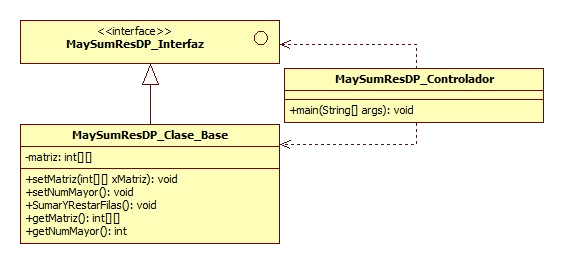 <<interface>>
MaySumResDP_Interfaz
MaySumResDP_Controlador
+main(String[] args): void
MaySumResDP_Clase_Base
-matriz: int[][]
+setMatriz(int[][] xMatriz): void
+setNumMayor(): void
+SumarYRestarFilas(): void
+getMatriz(): int[][]
+getNumMayor(): int